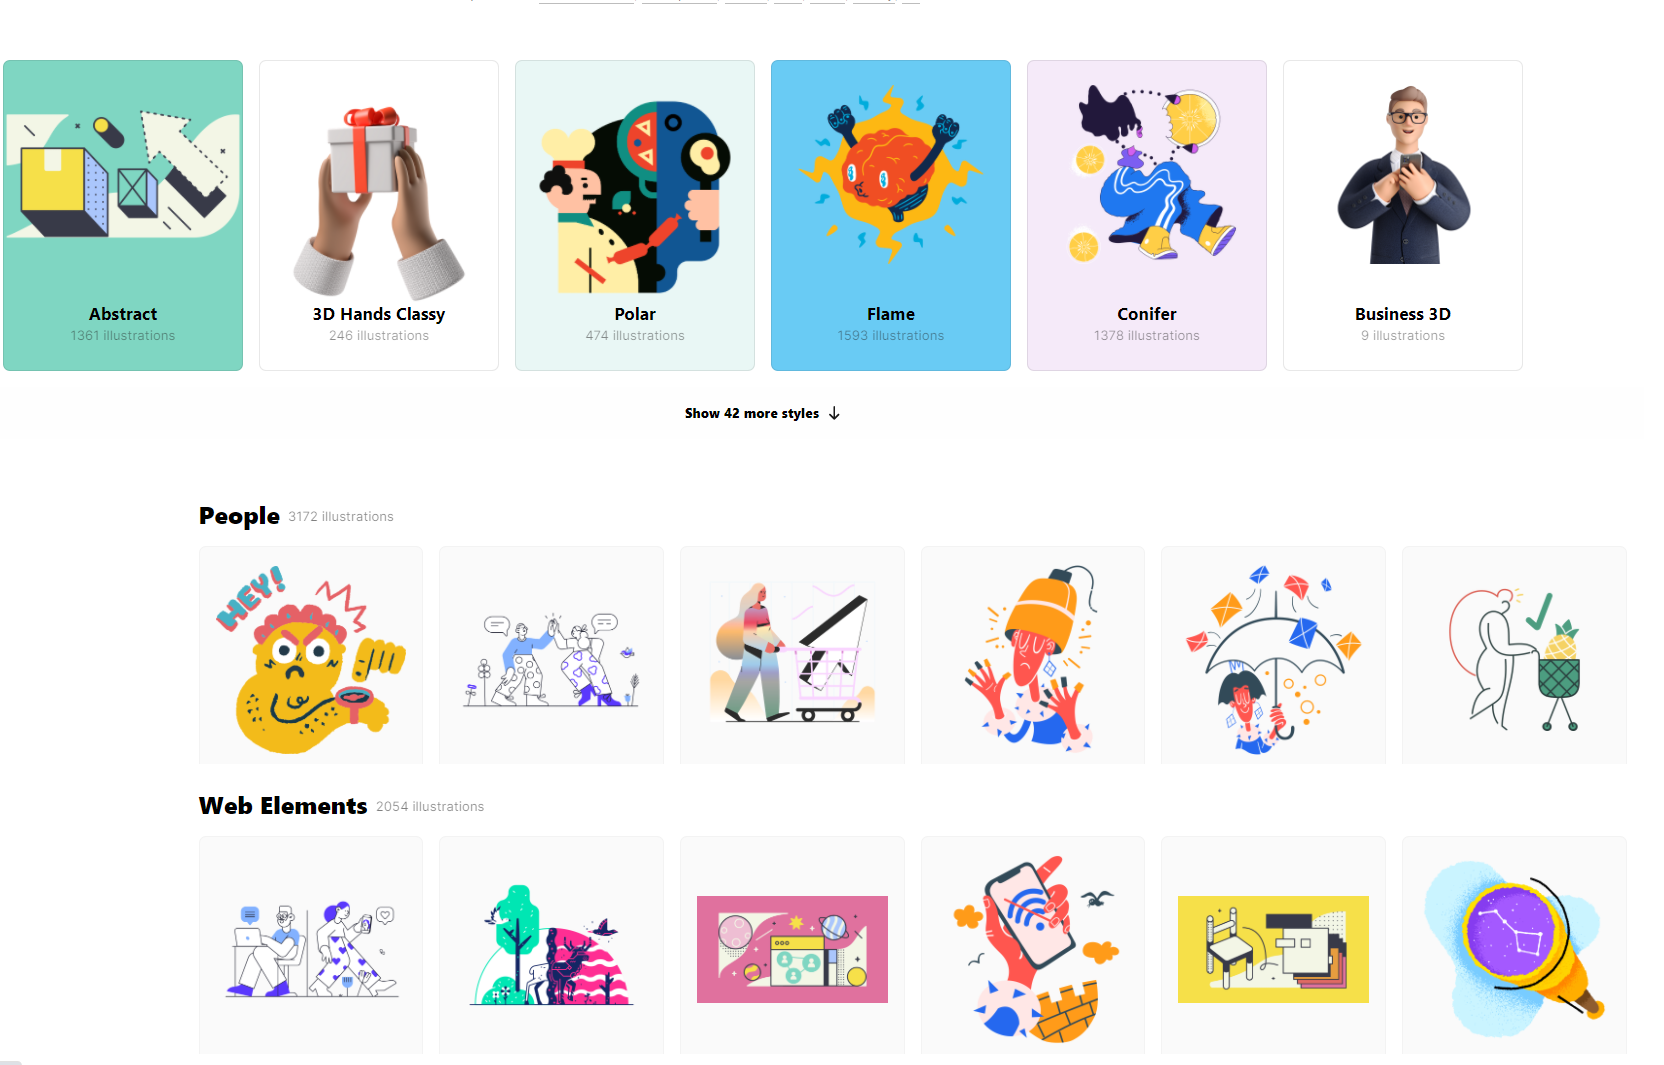 Abstract
1361 illustrations
3D Hands Classy
246 illustrations
Polar
474 illustrations
Flame
1593 illustrations
Conifer
1378 illustrations
Business 3D
9 illustrations
Show 42 more styles ↓
People 3172 illustrations
HEY!
Web Elements 2054 illustrations